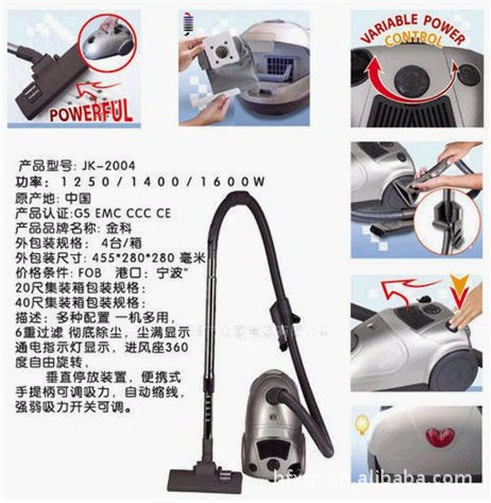 VARIABLE POWER
CONTROL
POWERFUL
产品型号: JK-2004
功率: 1250/1400/1600W
原产地: 中国
产品认证:GS EMC CCC CE
产品品牌名称: 金科
外包装规格: 4台/箱
外包装尺寸: 455*280*280 毫米
价格条件: FOB 港口: 宁波"
20尺集装箱包装规格:
40尺集装箱包装规格:
描述: 多种配置 一机多用,
6重过滤 彻底除尘, 尘满显示
通电指示灯显示, 进风座360
度自由旋转,
垂直停放装置, 便携式
手提柄可调吸力, 自动缩线,
强弱吸力开关可调。
hfxqt.cn.alibaba.com